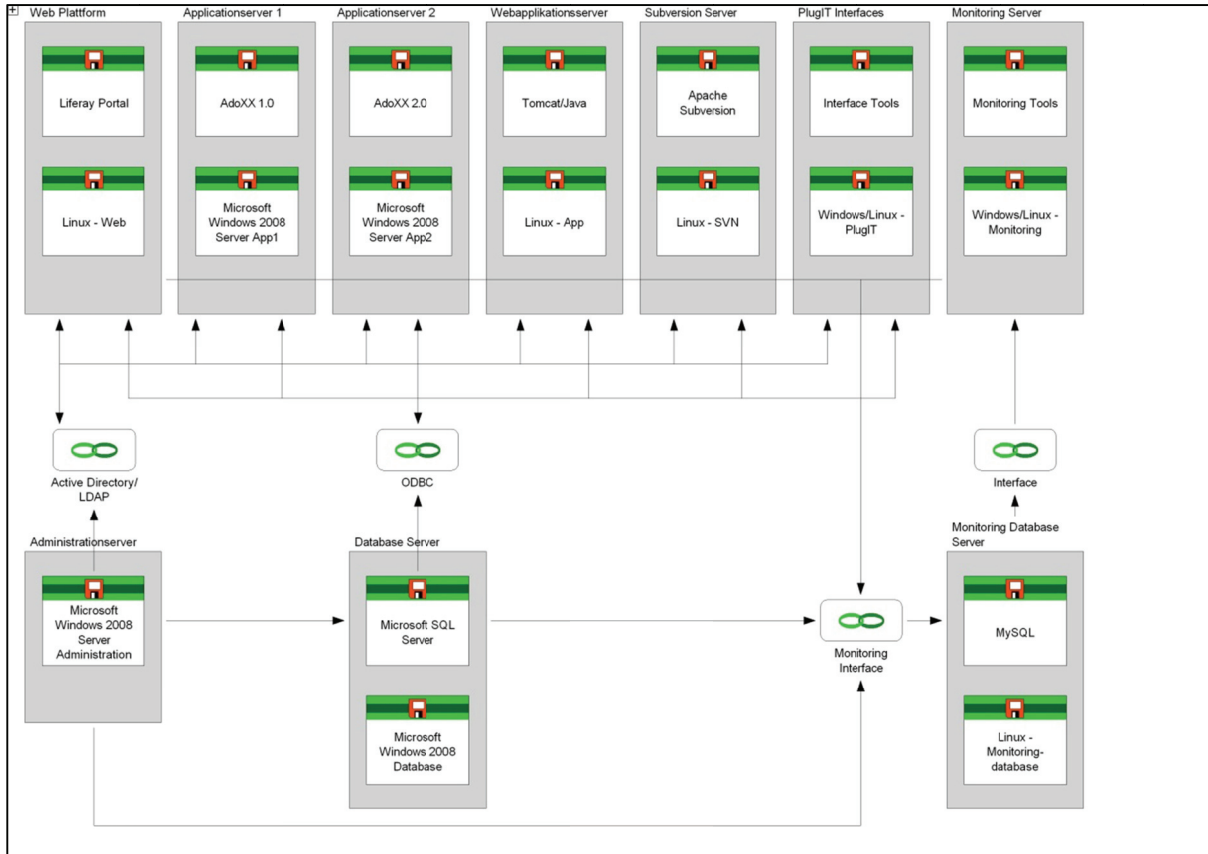 Web Plattform
Applicationserver 1
Applicationserver 2
Webapplikationsserver
Subversion Server
PlugIT Interfaces
Monitoring Server
Liferay Portal
AdoXX 1.0
AdoXX 2.0
Tomcat/Java
Apache
Subversion
Interface Tools
Monitoring Tools
Linux - Web
Microsoft
Windows 2008
Server App1
Microsoft
Windows 2008
Server App2
Linux - App
Linux - SVN
Windows/Linux -
PlugIT
Windows/Linux -
Monitoring
Active Directory/
LDAP
ODBC
Interface
Administrationserver
Database Server
Monitoring Database
Server
Microsoft
Windows 2008
Server
Administration
Microsoft SQL
Server
Monitoring
Interface
MySQL
Microsoft
Windows 2008
Database
Linux -
Monitoring-
database